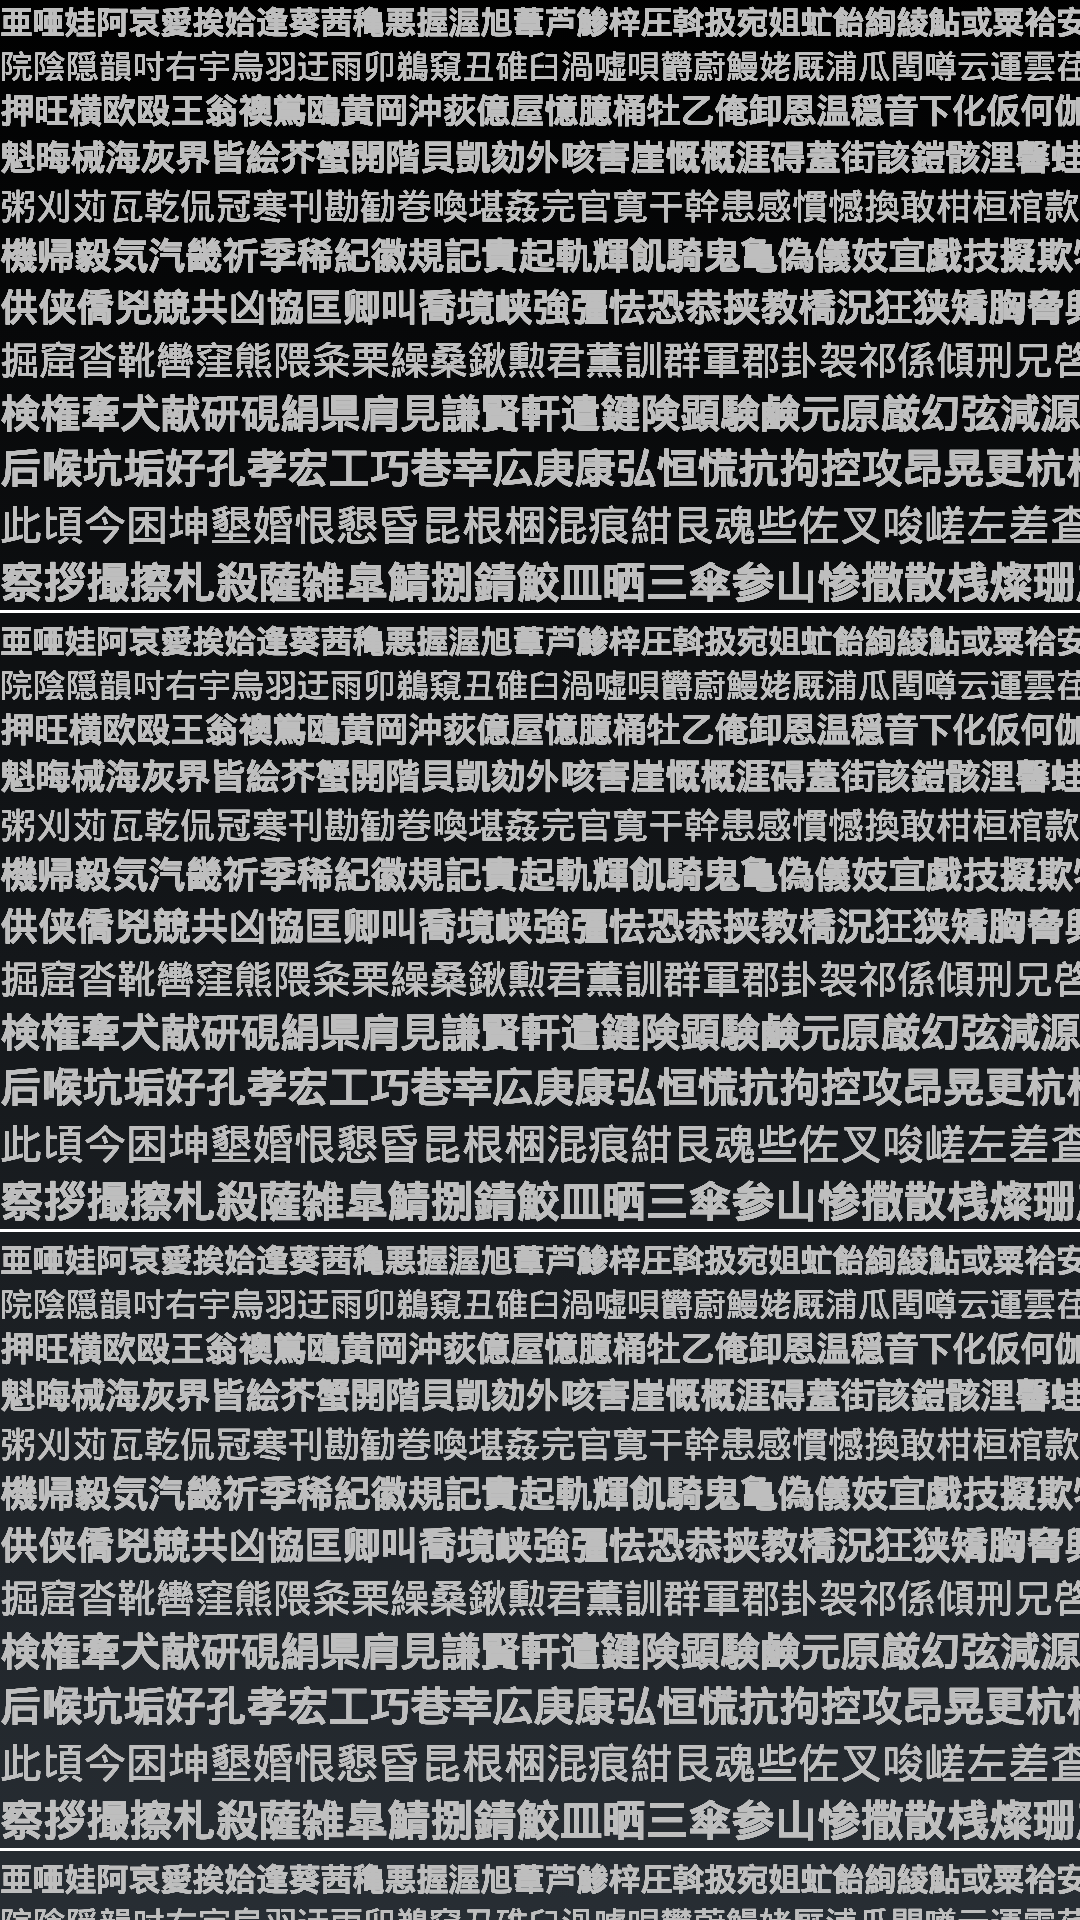 亜唖娃阿哀愛挨姶逢葵茜穐悪握渥旭葦芦鯵梓圧斡扱宛姐虻飴絢綾鮎或粟袷安
院陰隠韻吋右宇烏羽迂雨卯鵜窺丑碓臼渦嘘唄欝蔚鰻姥厩浦瓜閏噂云運雲荏
押旺横欧殴王翁襖鴬鴎黄岡沖荻億屋憶臆桶牡乙俺卸恩温穏音下化仮何伽
魁晦械海灰界皆絵芥蟹開階貝凱劾外咳害崖慨概涯碍蓋街該鎧骸浬馨蛙
粥刈苅瓦乾侃冠寒刊勘勧巻喚堪姦完官寛干幹患感慣憾換敢柑桓棺款
機帰毅気汽畿祈季稀紀徽規記貴起軌輝飢騎鬼亀偽儀妓宜戯技擬欺
供侠僑兇競共凶協匡卿叫喬境峡強彊怯恐恭挟教橋況狂狭矯胸脅興
掘窟沓靴轡窪熊隈粂栗繰桑鍬勲君薫訓群軍郡卦袈祁係傾刑兄啓
検権牽犬献研硯絹県肩見謙賢軒遣鍵険顕験鹸元原厳幻弦減源
后喉坑垢好孔孝宏工巧巷幸広庚康弘恒慌抗拘控攻昂晃更杭
此頃今困坤墾婚恨懇昏昆根梱混痕紺艮魂些佐叉唆嵯左差査
察拶撮擦札殺薩雑皐鯖捌錆鮫皿晒三傘参山惨撒散桟燦珊
亜唖娃阿哀愛挨姶逢葵茜穐悪握渥旭葦芦鯵梓圧斡扱宛姐虻飴絢綾鮎或粟袷安
院陰隠韻吋右宇烏羽迂雨卯鵜窺丑碓臼渦嘘唄欝蔚鰻姥厩浦瓜閏噂云運雲荏
押旺横欧殴王翁襖鴬鴎黄岡沖荻億屋憶臆桶牡乙俺卸恩温穏音下化仮何伽
魁晦械海灰界皆絵芥蟹開階貝凱劾外咳害崖慨概涯碍蓋街該鎧骸浬馨蛙
粥刈苅瓦乾侃冠寒刊勘勧巻喚堪姦完官寛干幹患感慣憾換敢柑桓棺款
機帰毅気汽畿祈季稀紀徽規記貴起軌輝飢騎鬼亀偽儀妓宜戯技擬欺
供侠僑兇競共凶協匡卿叫喬境峡強彊怯恐恭挟教橋況狂狭矯胸脅興
掘窟沓靴轡窪熊隈粂栗繰桑鍬勲君薫訓群軍郡卦袈祁係傾刑兄啓
検権牽犬献研硯絹県肩見謙賢軒遣鍵険顕験鹸元原厳幻弦減源
后喉坑垢好孔孝宏工巧巷幸広庚康弘恒慌抗拘控攻昂晃更杭
此頃今困坤墾婚恨懇昏昆根梱混痕紺艮魂些佐叉唆嵯左差査
察拶撮擦札殺薩雑皐鯖捌錆鮫皿晒三傘参山惨撒散桟燦珊
亜唖娃阿哀愛挨姶逢葵茜穐悪握渥旭葦芦鯵梓圧斡扱宛姐虻飴絢綾鮎或粟袷安
院陰隠韻吋右宇烏羽迂雨卯鵜窺丑碓臼渦嘘唄欝蔚鰻姥厩浦瓜閏噂云運雲荏
押旺横欧殴王翁襖鴬鴎黄岡沖荻億屋憶臆桶牡乙俺卸恩温穏音下化仮何伽
魁晦械海灰界皆絵芥蟹開階貝凱劾外咳害崖慨概涯碍蓋街該鎧骸浬馨蛙
粥刈苅瓦乾侃冠寒刊勘勧巻喚堪姦完官寛干幹患感慣憾換敢柑桓棺款
機帰毅気汽畿祈季稀紀徽規記貴起軌輝飢騎鬼亀偽儀妓宜戯技擬欺
供侠僑兇競共凶協匡卿叫喬境峡強彊怯恐恭挟教橋況狂狭矯胸脅興
掘窟沓靴轡窪熊隈粂栗繰桑鍬勲君薫訓群軍郡卦袈祁係傾刑兄啓
検権牽犬献研硯絹県肩見謙賢軒遣鍵険顕験鹸元原厳幻弦減源
后喉坑垢好孔孝宏工巧巷幸広庚康弘恒慌抗拘控攻昂晃更杭
此頃今困坤墾婚恨懇昏昆根梱混痕紺艮魂些佐叉唆嵯左差査
察拶撮擦札殺薩雑皐鯖捌錆鮫皿晒三傘参山惨撒散桟燦珊
亜唖娃阿哀愛挨姶逢葵茜穐悪握渥旭葦芦鯵梓圧斡扱宛姐虻飴絢綾鮎或粟袷安